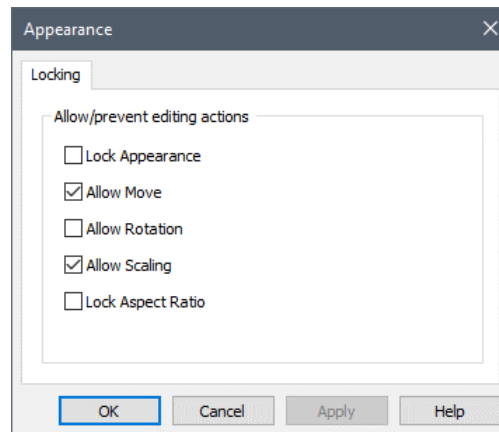 Appearance
Locking
Allow/prevent editing actions
Lock Appearance
Allow Move
Allow Rotation
Allow Scaling
Lock Aspect Ratio
OK Cancel Apply Help